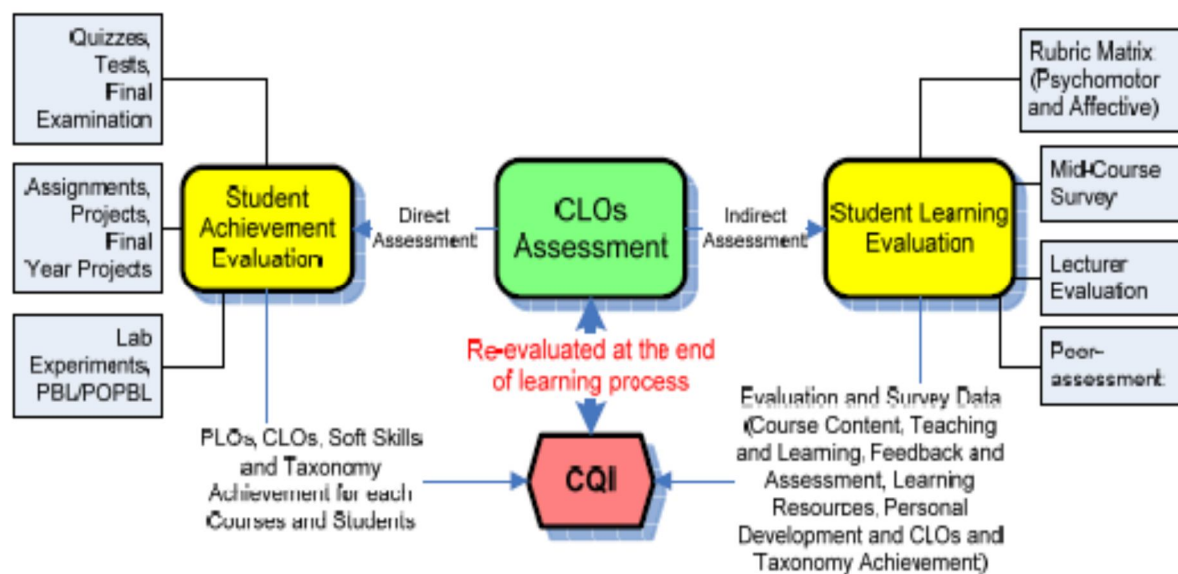 Quizzes,
Tests,
Final
Examination
Assignments,
Projects,
Final
Year Projects
Lab
Experiments,
PBL/POPBL
Student
Achievement
Evaluation
Direct
Assessment
CLOs
Assessment
Indirect
Assessment
Student Learning
Evaluation
Rubric Matrix
(Psychomotor
and Affective)
Mid-Course
Survey
Lecturer
Evaluation
Peer-
assessment
Re-evaluated at the end
of learning process
PLOs, CLOs, Soft Skills
and Taxonomy
Achievement for each
Courses and Students
CQI
Evaluation and Survey Data
(Course Content, Teaching
and Learning, Feedback and
Assessment, Learning
Resources, Personal
Development and CLOs and
Taxonomy Achievement)